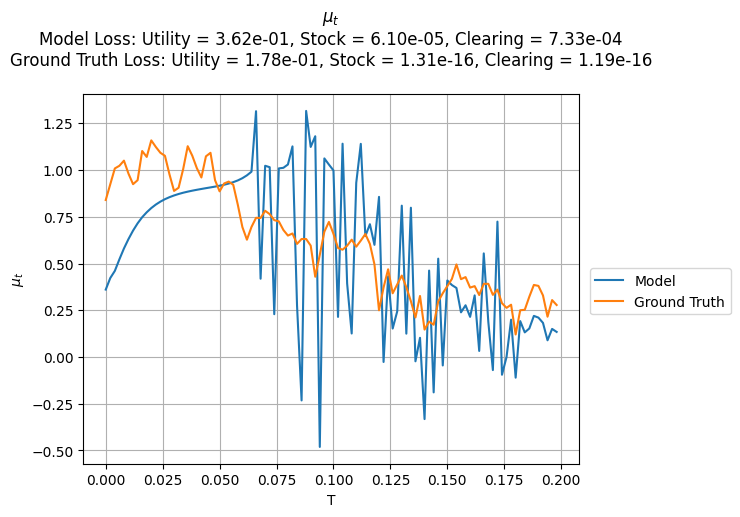 μt
Model Loss: Utility = 3.62e-01, Stock = 6.10e-05, Clearing = 7.33e-04
Ground Truth Loss: Utility = 1.78e-01, Stock = 1.31e-16, Clearing = 1.19e-16
1.25
1.00
0.75
0.50
0.25
0.00
−0.25
−0.50
μt
0.000 0.025 0.050 0.075 0.100 0.125 0.150 0.175 0.200
T
Model
Ground Truth